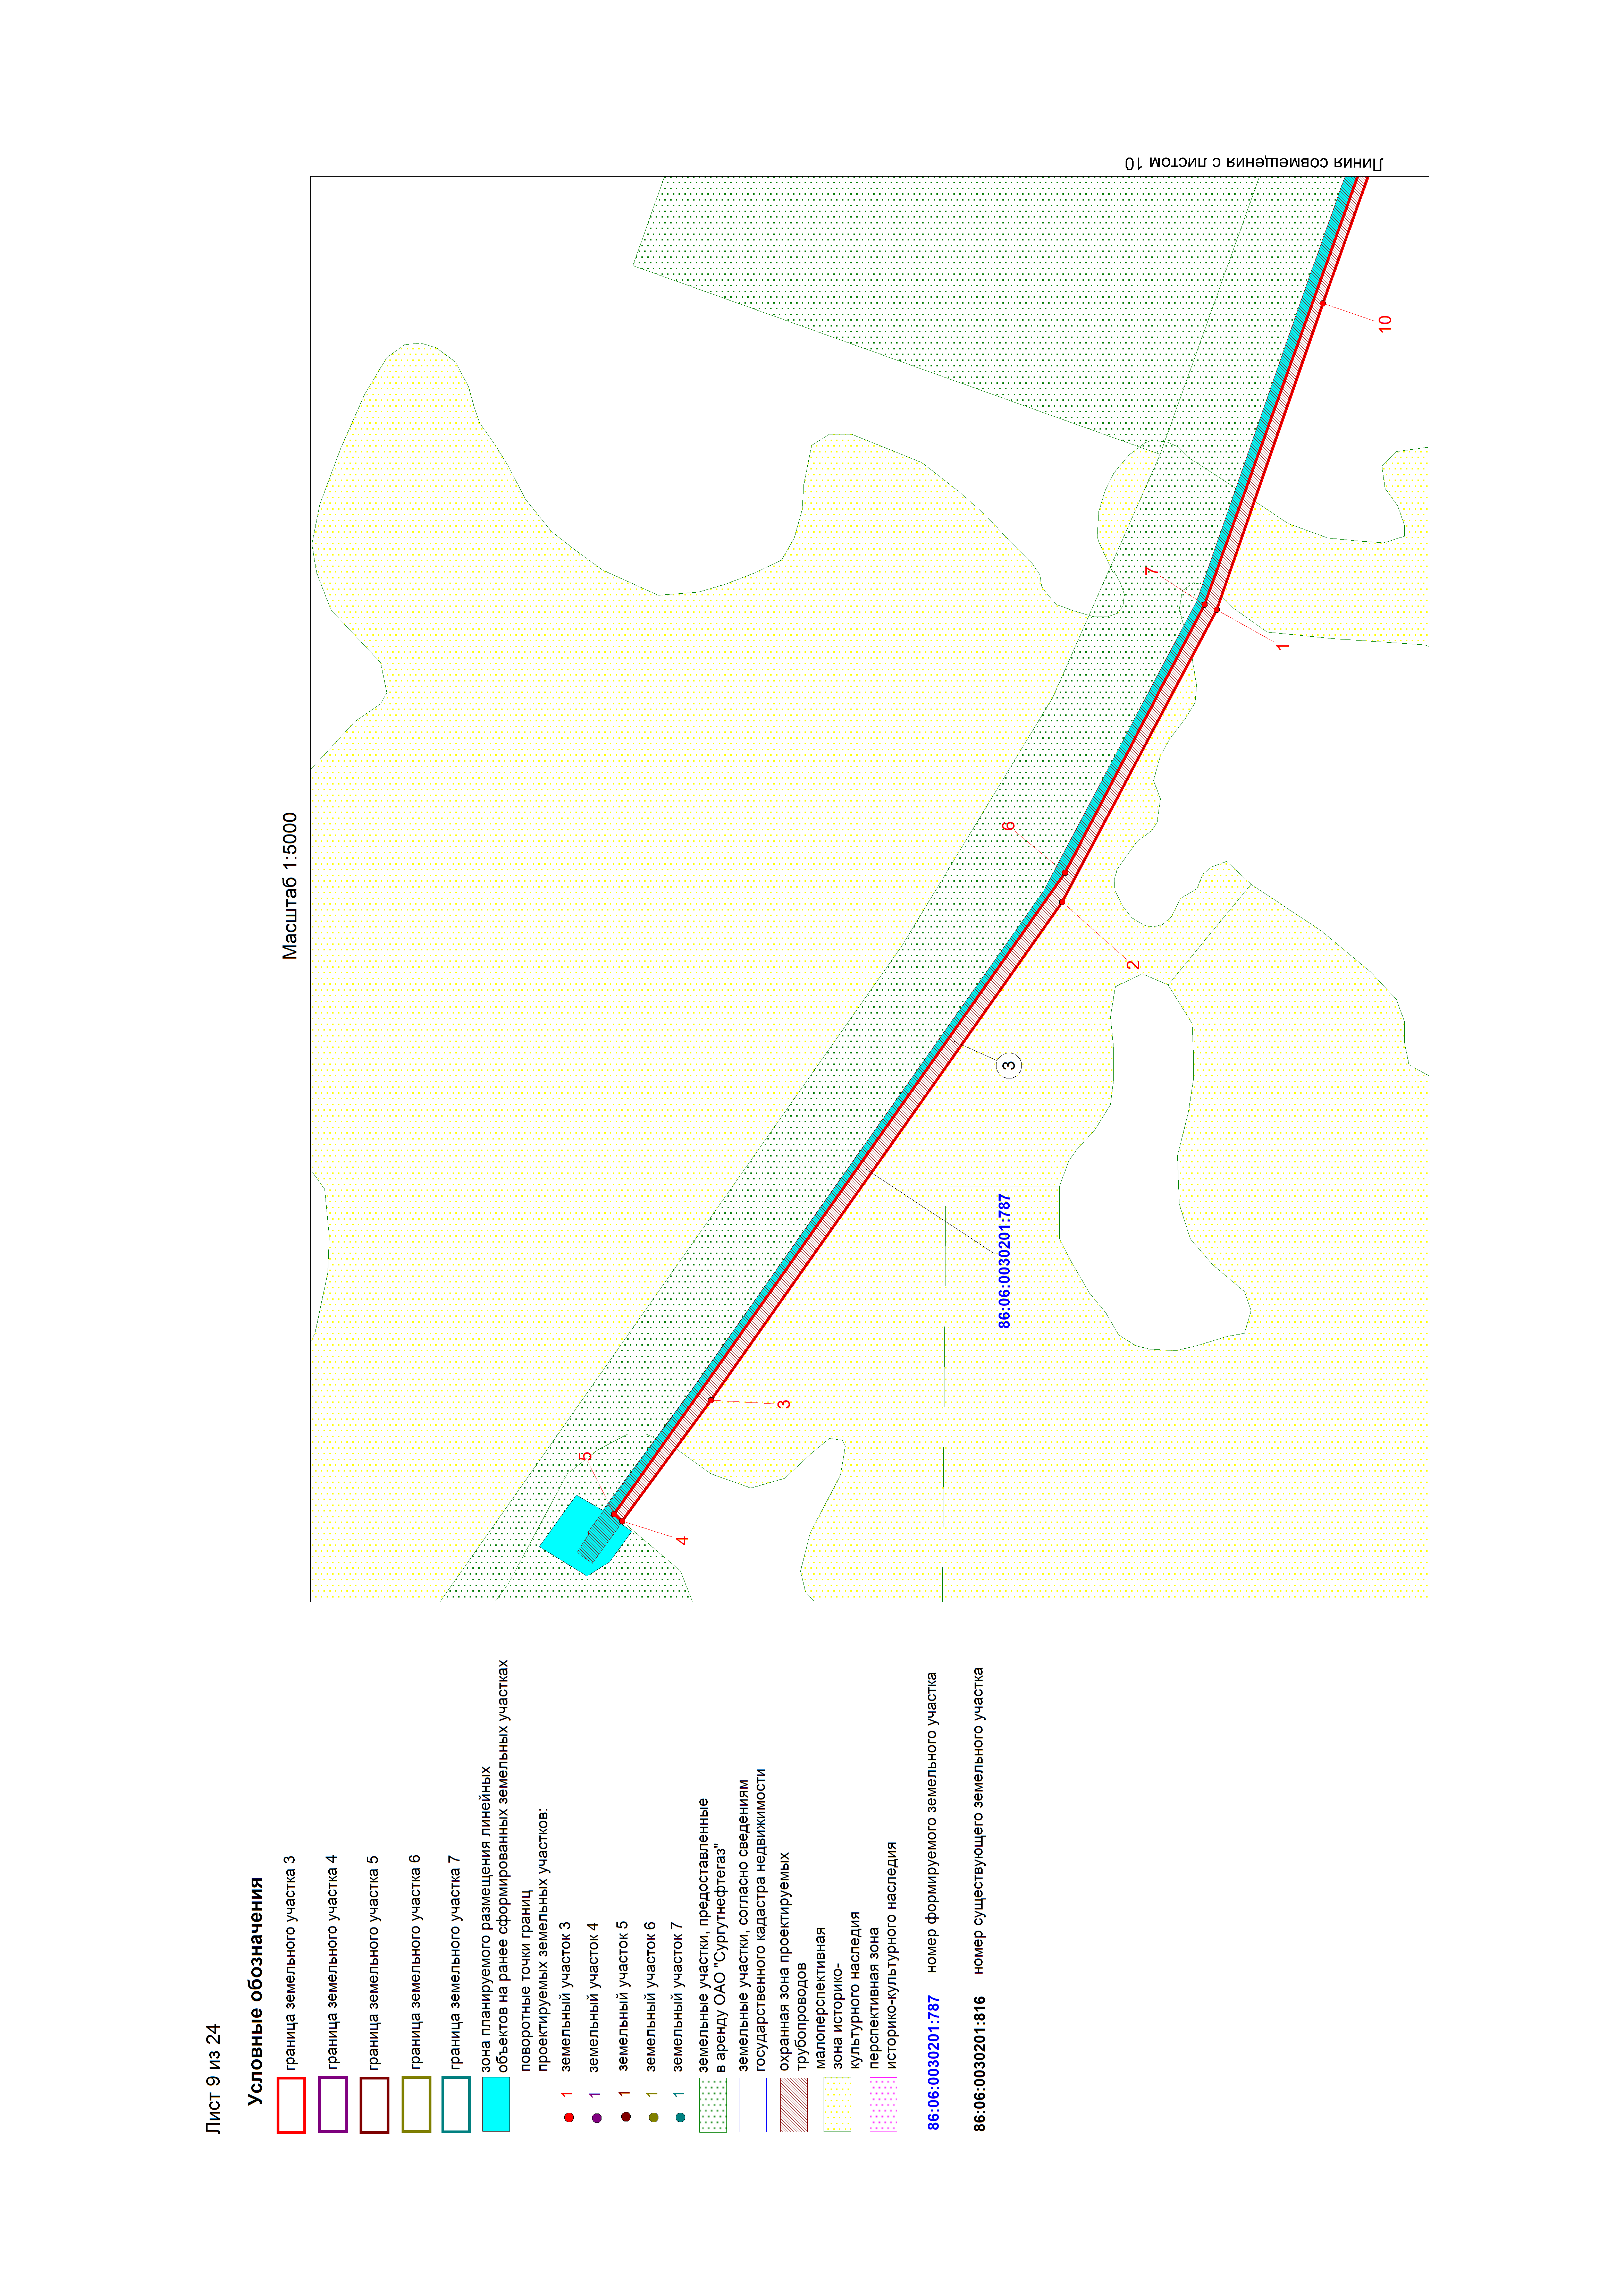 Лист 9 из 24
Условные обозначения
граница земельного участка 3
граница земельного участка 4
граница земельного участка 5
граница земельного участка 6
граница земельного участка 7
зона планируемого размещения линейных
объектов на ранее сформированных земельных участках
поворотные точки границ
проектируемых земельных участков:
1 земельный участок 3
1 земельный участок 4
1 земельный участок 5
1 земельный участок 6
1 земельный участок 7
земельные участки, предоставленные
в аренду ОАО "Сургутнефтегаз"
земельные участки, согласно сведениям
государственного кадастра недвижимости
охранная зона проектируемых
трубопроводов
малоперспективная
зона историко-
культурного наследия
перспективная зона
историко-культурного наследия
86:06:0030201:787 номер формируемого земельного участка
86:06:0030201:816 номер существующего земельного участка
Масштаб 1:5000
5
4
3
86:06:0030201:787
3
2
6
1
7
10
Линия совмещения с листом 10